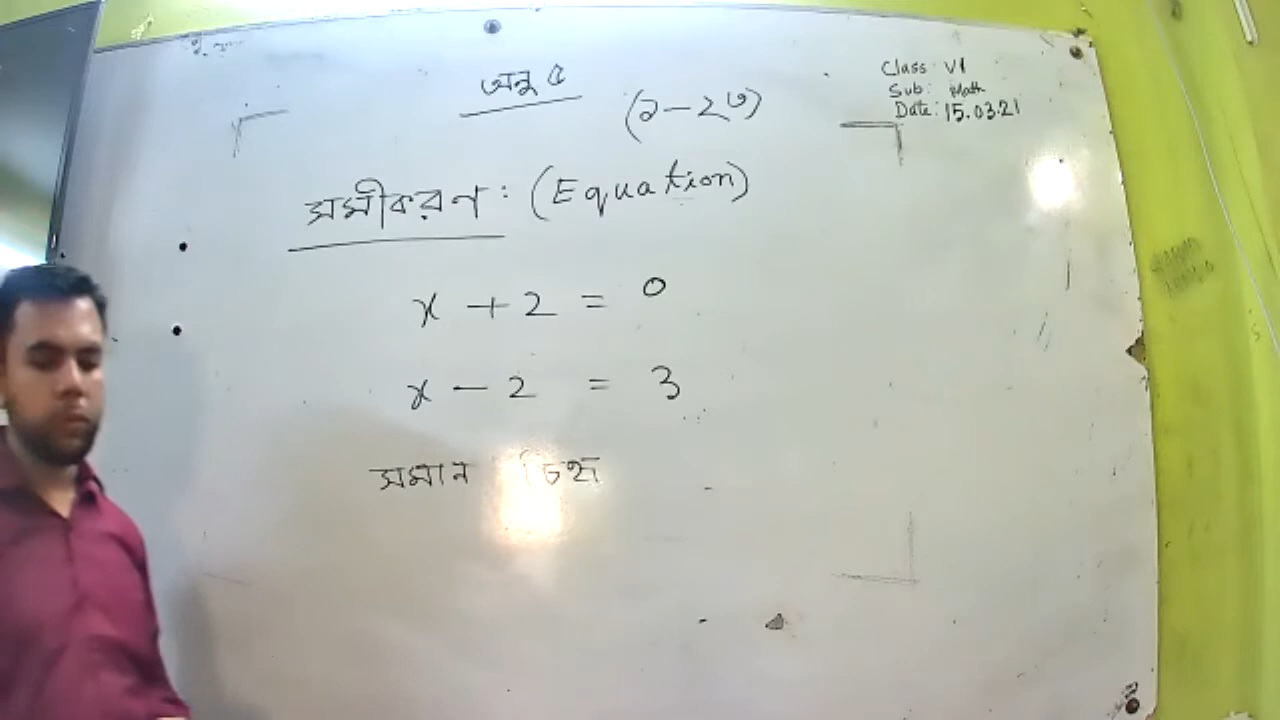 অনু ৫
(১-২৩)
Class: VI
Sub: Math
Date: 15.03.21
সমীকরণ: (Equation)
x + 2 = 0
x - 2 = 3
সমান চিহ্ন